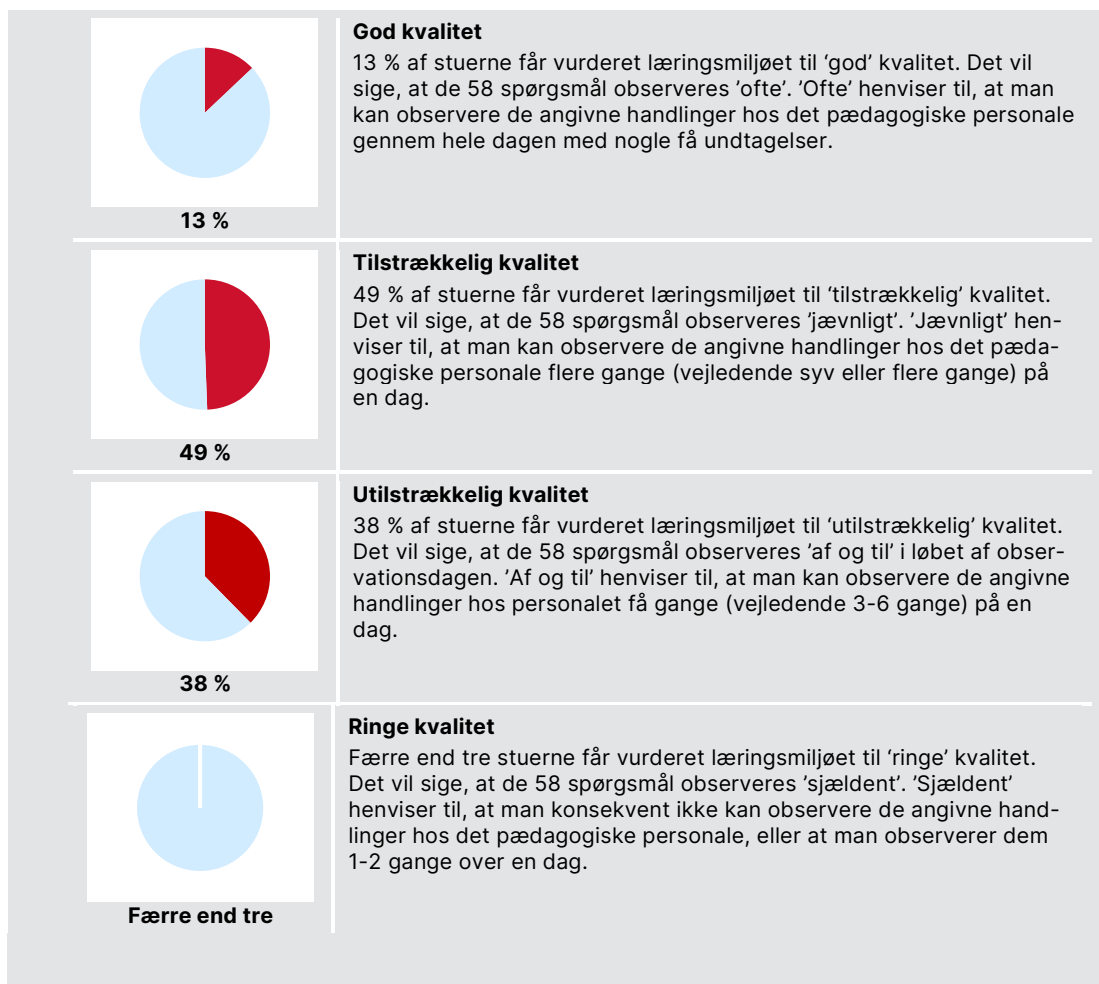 God kvalitet
13 % af stuerne får vurderet læringsmiljøet til ‘god’ kvalitet. Det vil
sige, at de 58 spørgsmål observeres ’ofte’. ’Ofte’ henviser til, at man
kan observere de angivne handlinger hos det pædagogiske personale
gennem hele dagen med nogle få undtagelser.
13 %
Tilstrækkelig kvalitet
49 % af stuerne får vurderet læringsmiljøet til ‘tilstrækkelig’ kvalitet.
Det vil sige, at de 58 spørgsmål observeres ’jævnligt’. ’Jævnligt’ hen-
viser til, at man kan observere de angivne handlinger hos det pæda-
gogiske personale flere gange (vejledende syv eller flere gange) på
en dag.
49 %
Utilstrækkelig kvalitet
38 % af stuerne får vurderet læringsmiljøet til ‘utilstrækkelig’ kvalitet.
Det vil sige, at de 58 spørgsmål observeres ’af og til’ i løbet af obser-
vationsdagen. ’Af og til’ henviser til, at man kan observere de angivne
handlinger hos personalet få gange (vejledende 3-6 gange) på en
dag.
38 %
Ringe kvalitet
Færre end tre stuerne får vurderet læringsmiljøet til ‘ringe’ kvalitet.
Det vil sige, at de 58 spørgsmål observeres ’sjældent’. ’Sjældent’
henviser til, at man konsekvent ikke kan observere de angivne hand-
linger hos det pædagogiske personale, eller at man observerer dem
1-2 gange over en dag.
Færre end tre